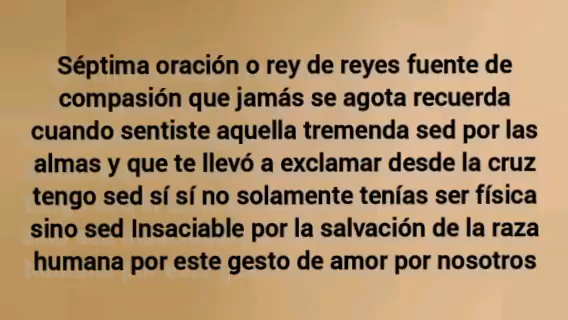 Séptima oración o rey de reyes fuente de
compasión que jamás se agota recuerda
cuando sentiste aquella tremenda sed por las
almas y que te llevó a exclamar desde la cruz
tengo sed sí sí no solamente tenías ser física
sino sed Insaciable por la salvación de la raza
humana por este gesto de amor por nosotros